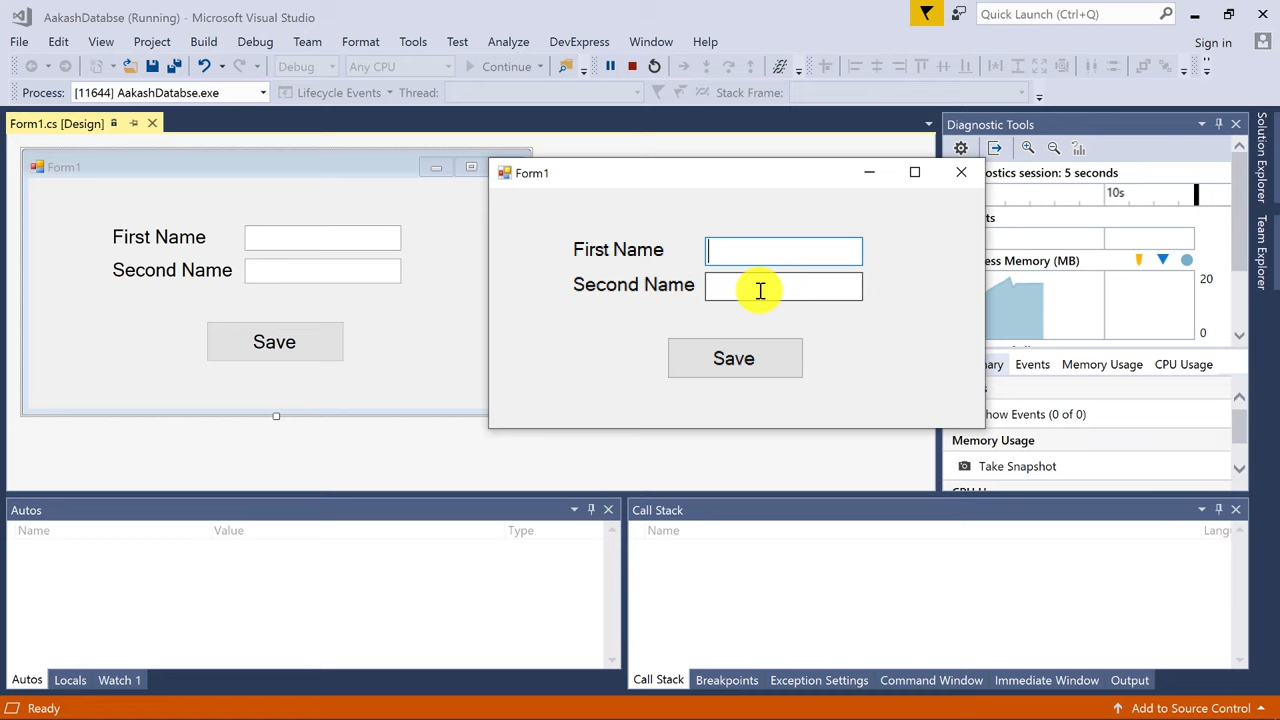 AakashDatabse (Running) - Microsoft Visual Studio
Quick Launch (Ctrl+Q)
File Edit View Project Build Debug Team Format Tools Test Analyze DevExpress Window Help
Sign in
Debug Any CPU Continue
Process: [11644] AakashDatabse.exe Lifecycle Events Thread: Stack Frame:
Form1.cs [Design]
Form1
First Name
Second Name
Save
Form1
First Name
Second Name
Save
Diagnostic Tools
nostics session: 5 seconds
10s
nts
ess Memory (MB)
20
0
nary Events Memory Usage CPU Usage
how Events (0 of 0)
Memory Usage
Take Snapshot
Solution Explorer
Team Explorer
Autos
Name Value Type
Autos Locals Watch 1
Call Stack
Name Lang
Call Stack Breakpoints Exception Settings Command Window Immediate Window Output
Ready
Add to Source Control